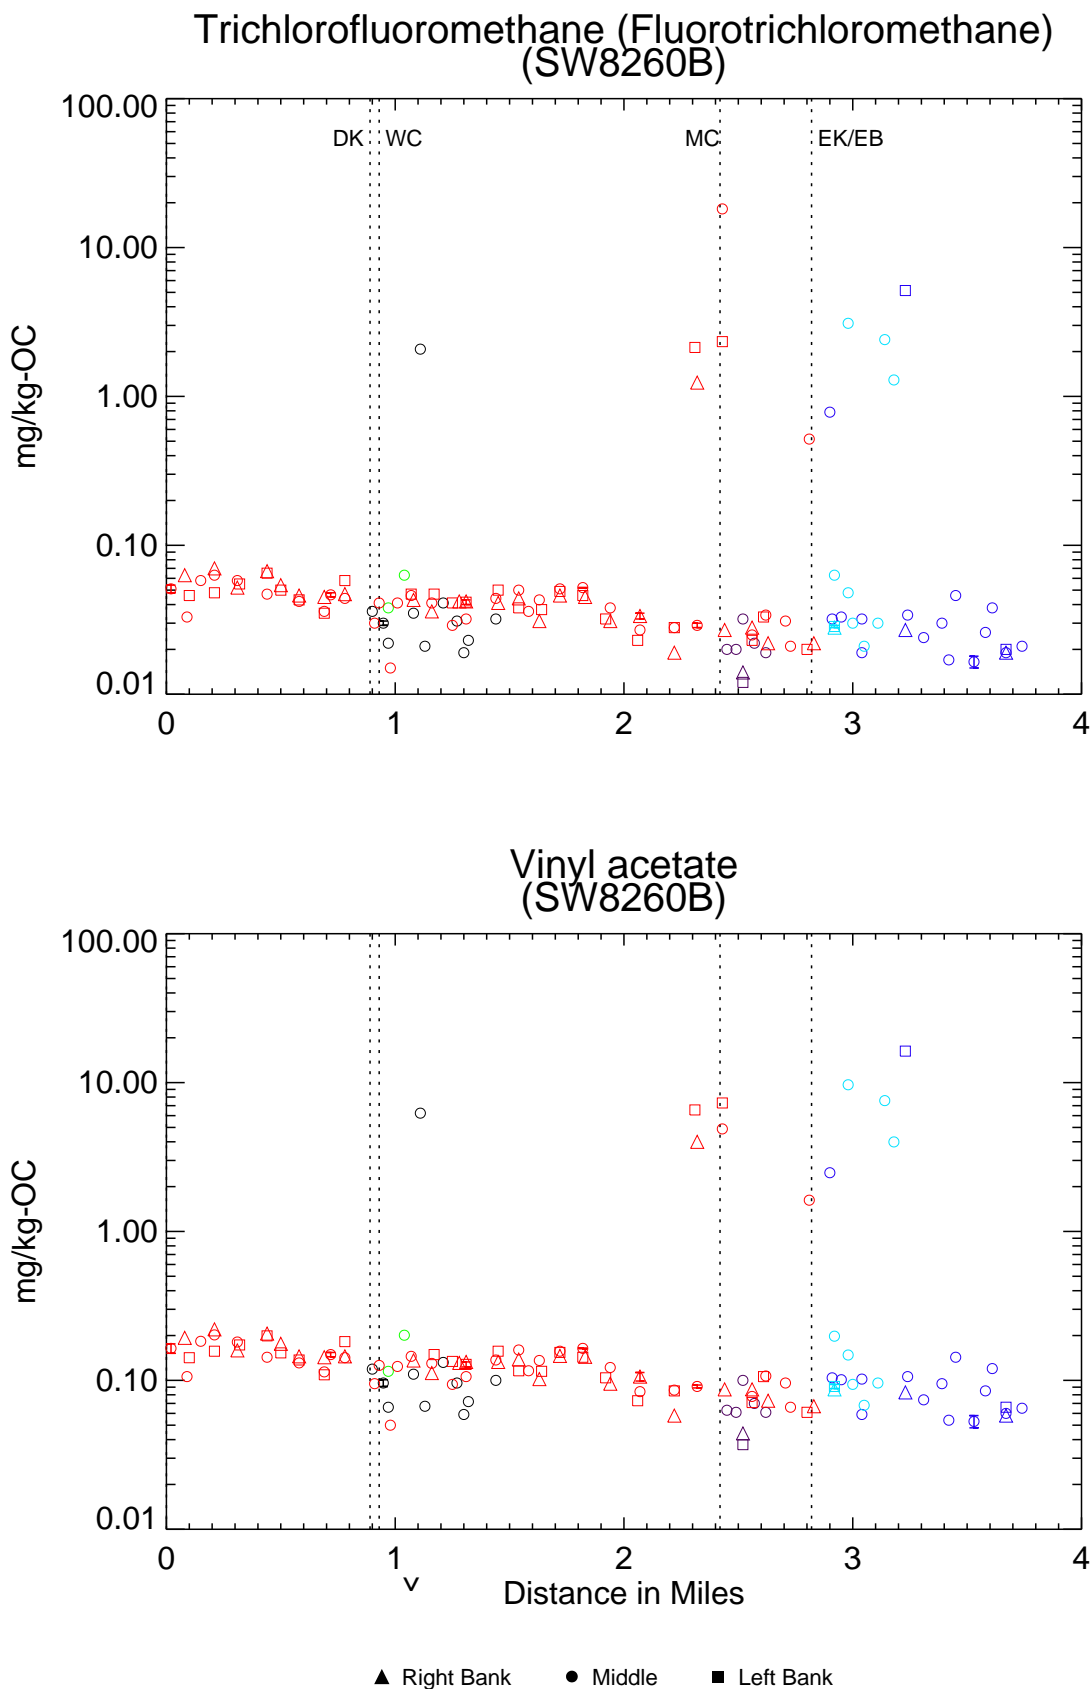 Trichlorofluoromethane (Fluorotrichloromethane)
(SW8260B)
100.00
DK WC MC EK/EB
10.00
mg/kg-OC
1.00
0.10
0.01
0 1 2 3 4
Vinyl acetate
(SW8260B)
100.00
10.00
mg/kg-OC
1.00
0.10
0.01
0 1 2 3 4
v Distance in Miles
Right Bank Middle Left Bank